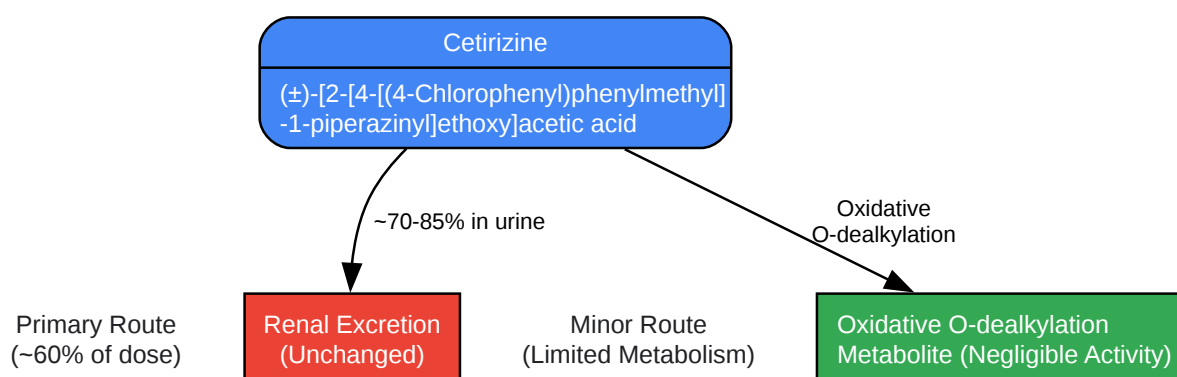 Cetirizine
(±)-[2-[4-[(4-Chlorophenyl)phenylmethyl]
-1-piperazinyl]ethoxy]acetic acid
~70-85% in urine
Oxidative
O-dealkylation
Primary Route
(~60% of dose)
Renal Excretion
(Unchanged)
Minor Route
(Limited Metabolism)
Oxidative O-dealkylation
Metabolite (Negligible Activity)